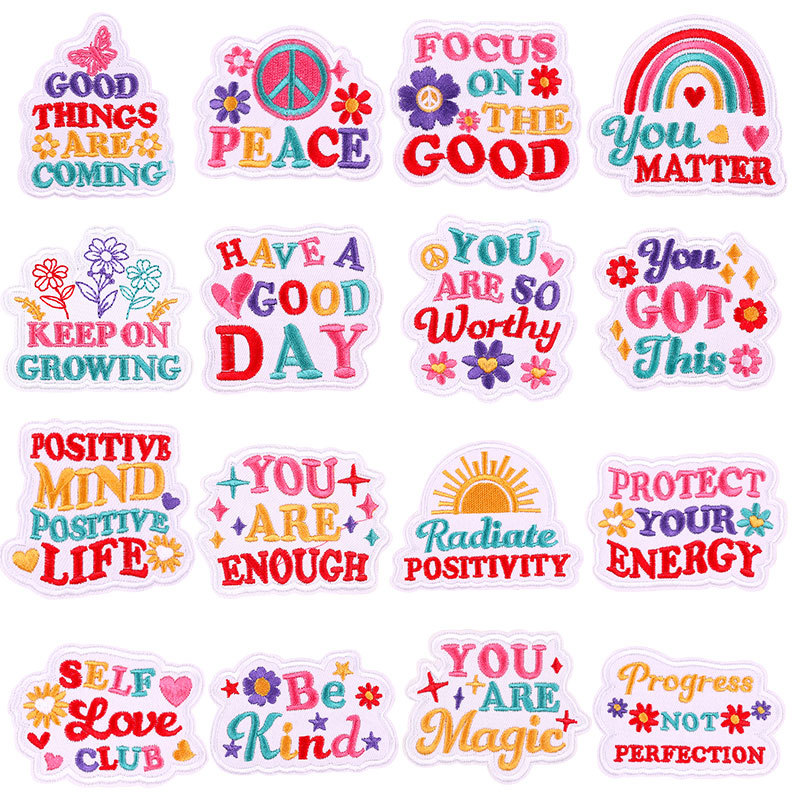 GOOD
THINGS
ARE
COMING
PEACE
FOCUS
ON
THE
GOOD
You
MATTER
KEEP ON
GROWING
HAVE A
GOOD
DAY
YOU
ARE SO
Worthy
You
GOT
This
POSITIVE
MIND
POSITIVE
LIFE
YOU
ARE
ENOUGH
Radiate
POSITIVITY
PROTECT
YOUR
ENERGY
SELF
Love
CLUB
Be
Kind
YOU
ARE
Magic
Progress
NOT
PERFECTION